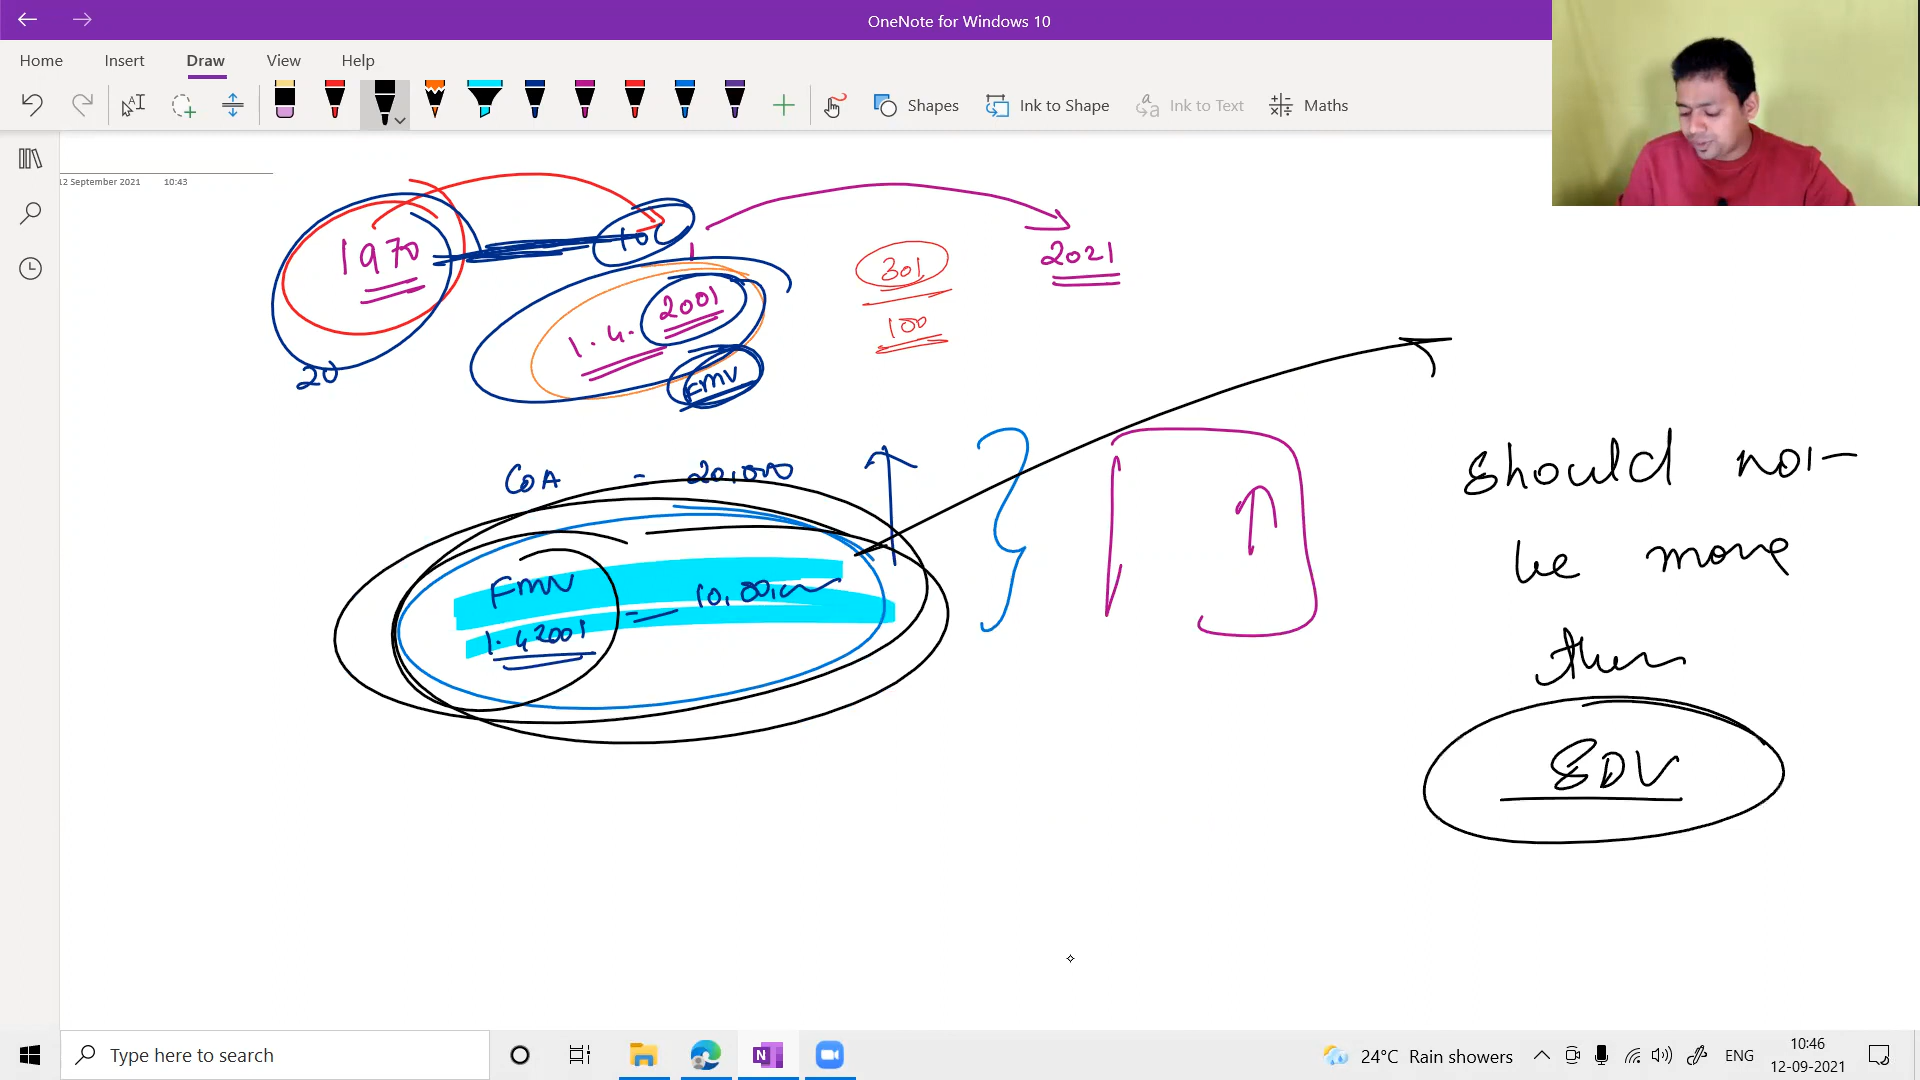 OneNote for Windows 10
Home Insert Draw View Help
Shapes Ink to Shape Ink to Text Maths
12 September 2021 10:43
1970
100
2021
301
100
1.4.2001
FMV
20
COA = 20,000
FMV
1.4.2001 = 10,00,000
should not
be more
than
SDV
Type here to search
24°C Rain showers
ENG
10:46
12-09-2021